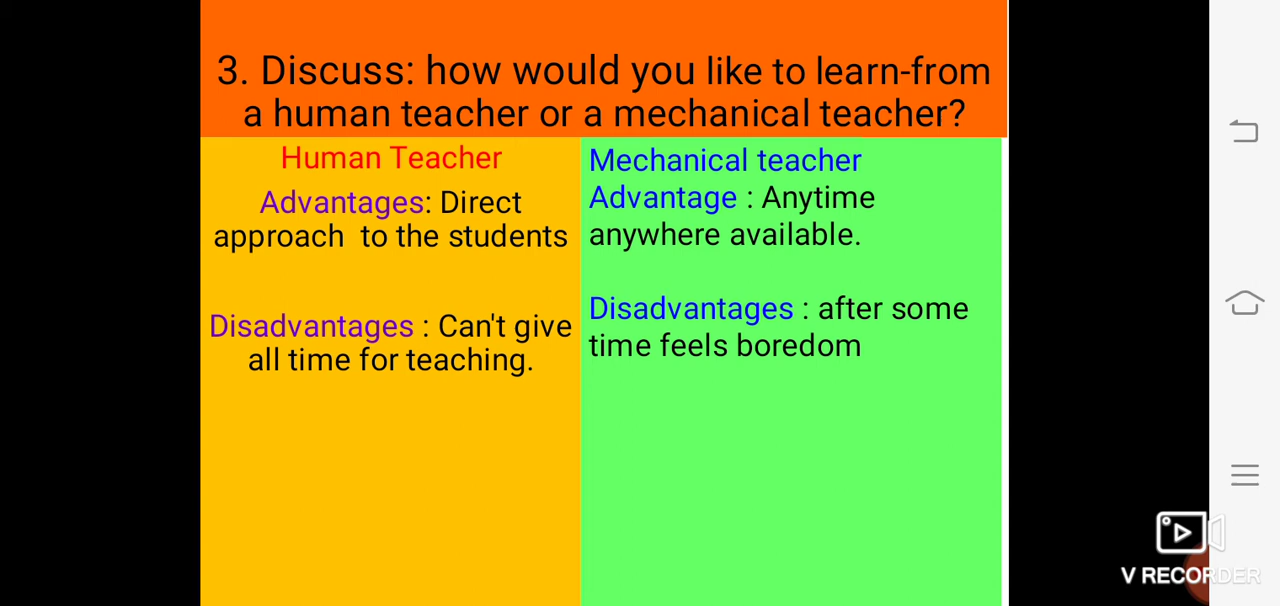 3. Discuss: how would you like to learn-from
a human teacher or a mechanical teacher?
Human Teacher
Advantages: Direct
approach to the students
Disadvantages : Can't give
all time for teaching.
Mechanical teacher
Advantage : Anytime
anywhere available.
Disadvantages : after some
time feels boredom
V RECORDER